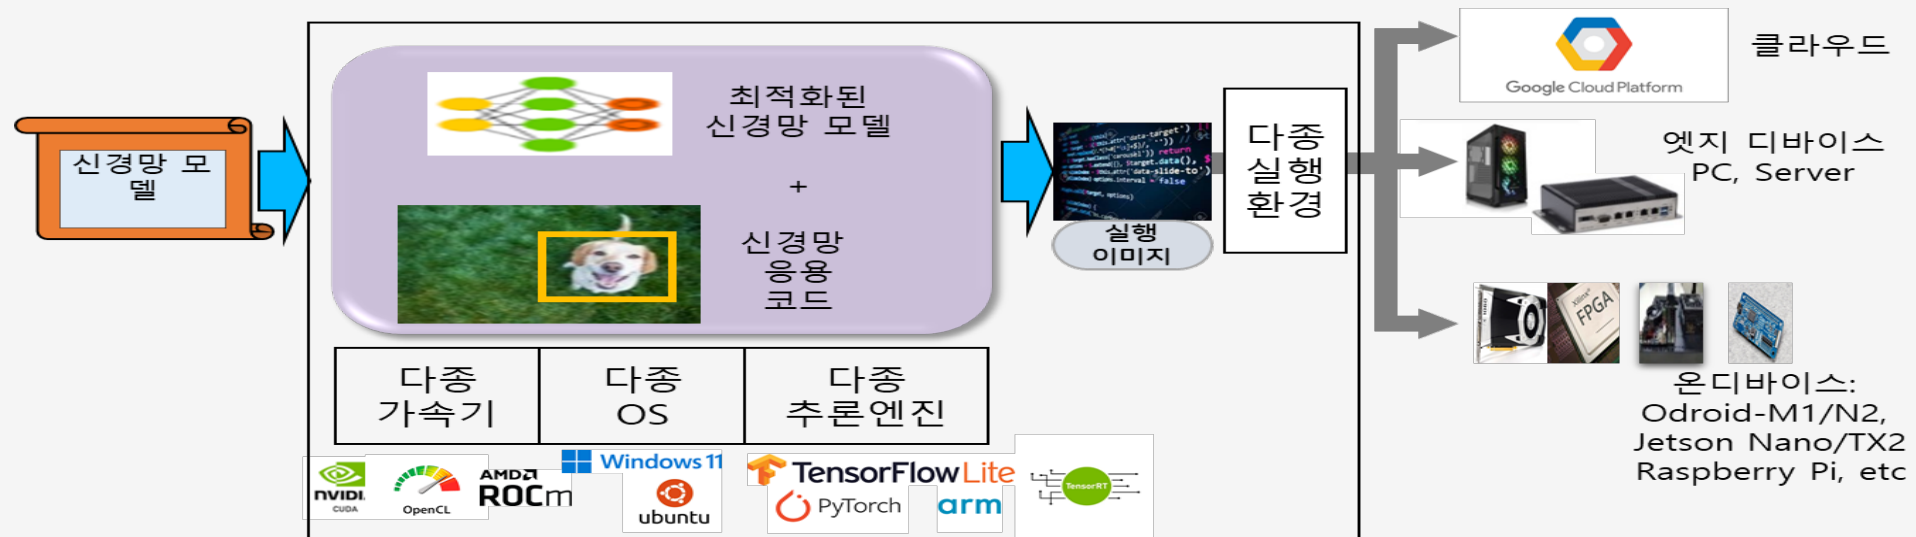 신경망 모
델
최적화된
신경망 모델
+
신경망
응용
코드
다종
가속기
다종
OS
다종
추론엔진
NVIDI
CUDA
OpenCL
AMD
ROCm
Windows 11
ubuntu
TensorFlow Lite
PyTorch
arm
TensorRT
실행
이미지
다종
실행
환경
Google Cloud Platform
클라우드
엣지 디바이스
PC, Server
Xilinx
FPGA
온디바이스:
Odroid-M1/N2,
Jetson Nano/TX2
Raspberry Pi, etc